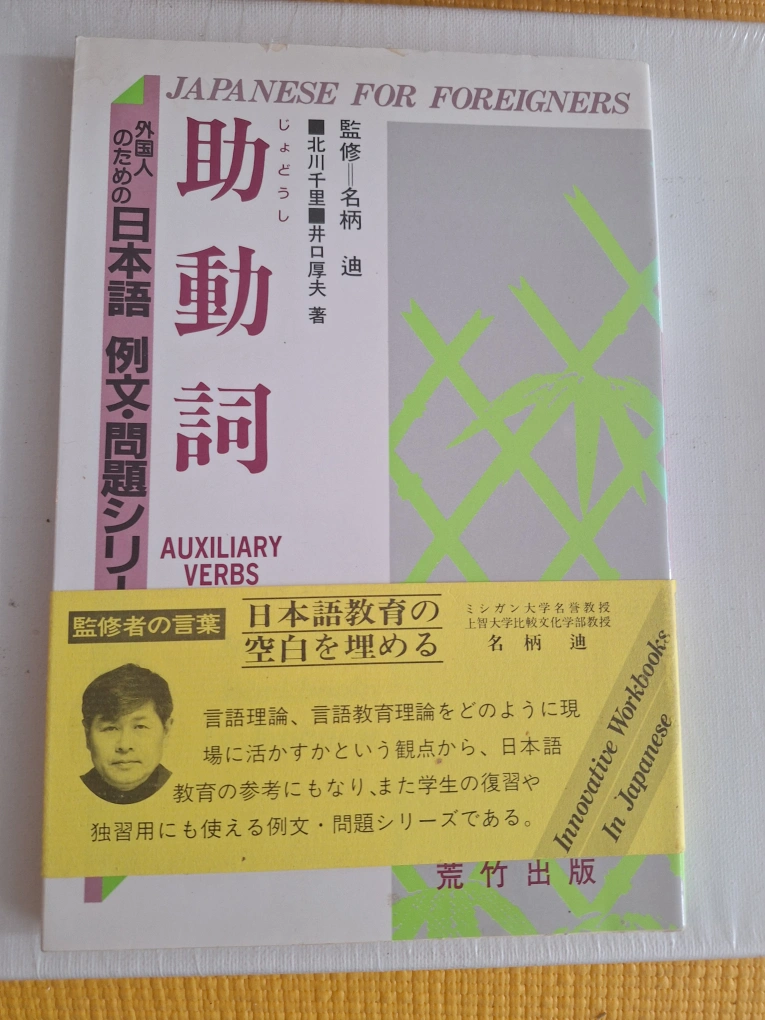 JAPANESE FOR FOREIGNERS
外国人のための日本語 例文・問題シリー
助動詞
じょどうし
監修＝名柄 迪
■北川千里■井口厚夫 著
AUXILIARY
VERBS
監修者の言葉
日本語教育の
空白を埋める
ミシガン大学名誉教授
上智大学比較文化学部教授
名柄 迪
言語理論、言語教育理論をどのように現
場に活かすかという観点から、日本語
教育の参考にもなり、また学生の復習や
独習用にも使える例文・問題シリーズである。
Innovative Workbooks
In Japanese
荒竹出版